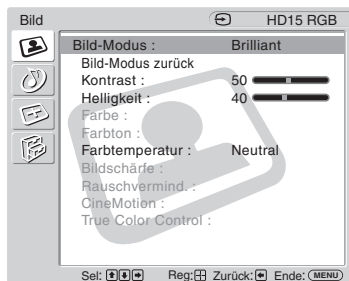 Bild HD15 RGB
Bild-Modus : Brilliant
Bild-Modus zurück
Kontrast : 50
Helligkeit : 40
Farbe :
Farbton :
Farbtemperatur : Neutral
Bildschärfe :
Rauschvermind. :
CineMotion :
True Color Control :
Sel: Reg: Zurück: Ende: MENU